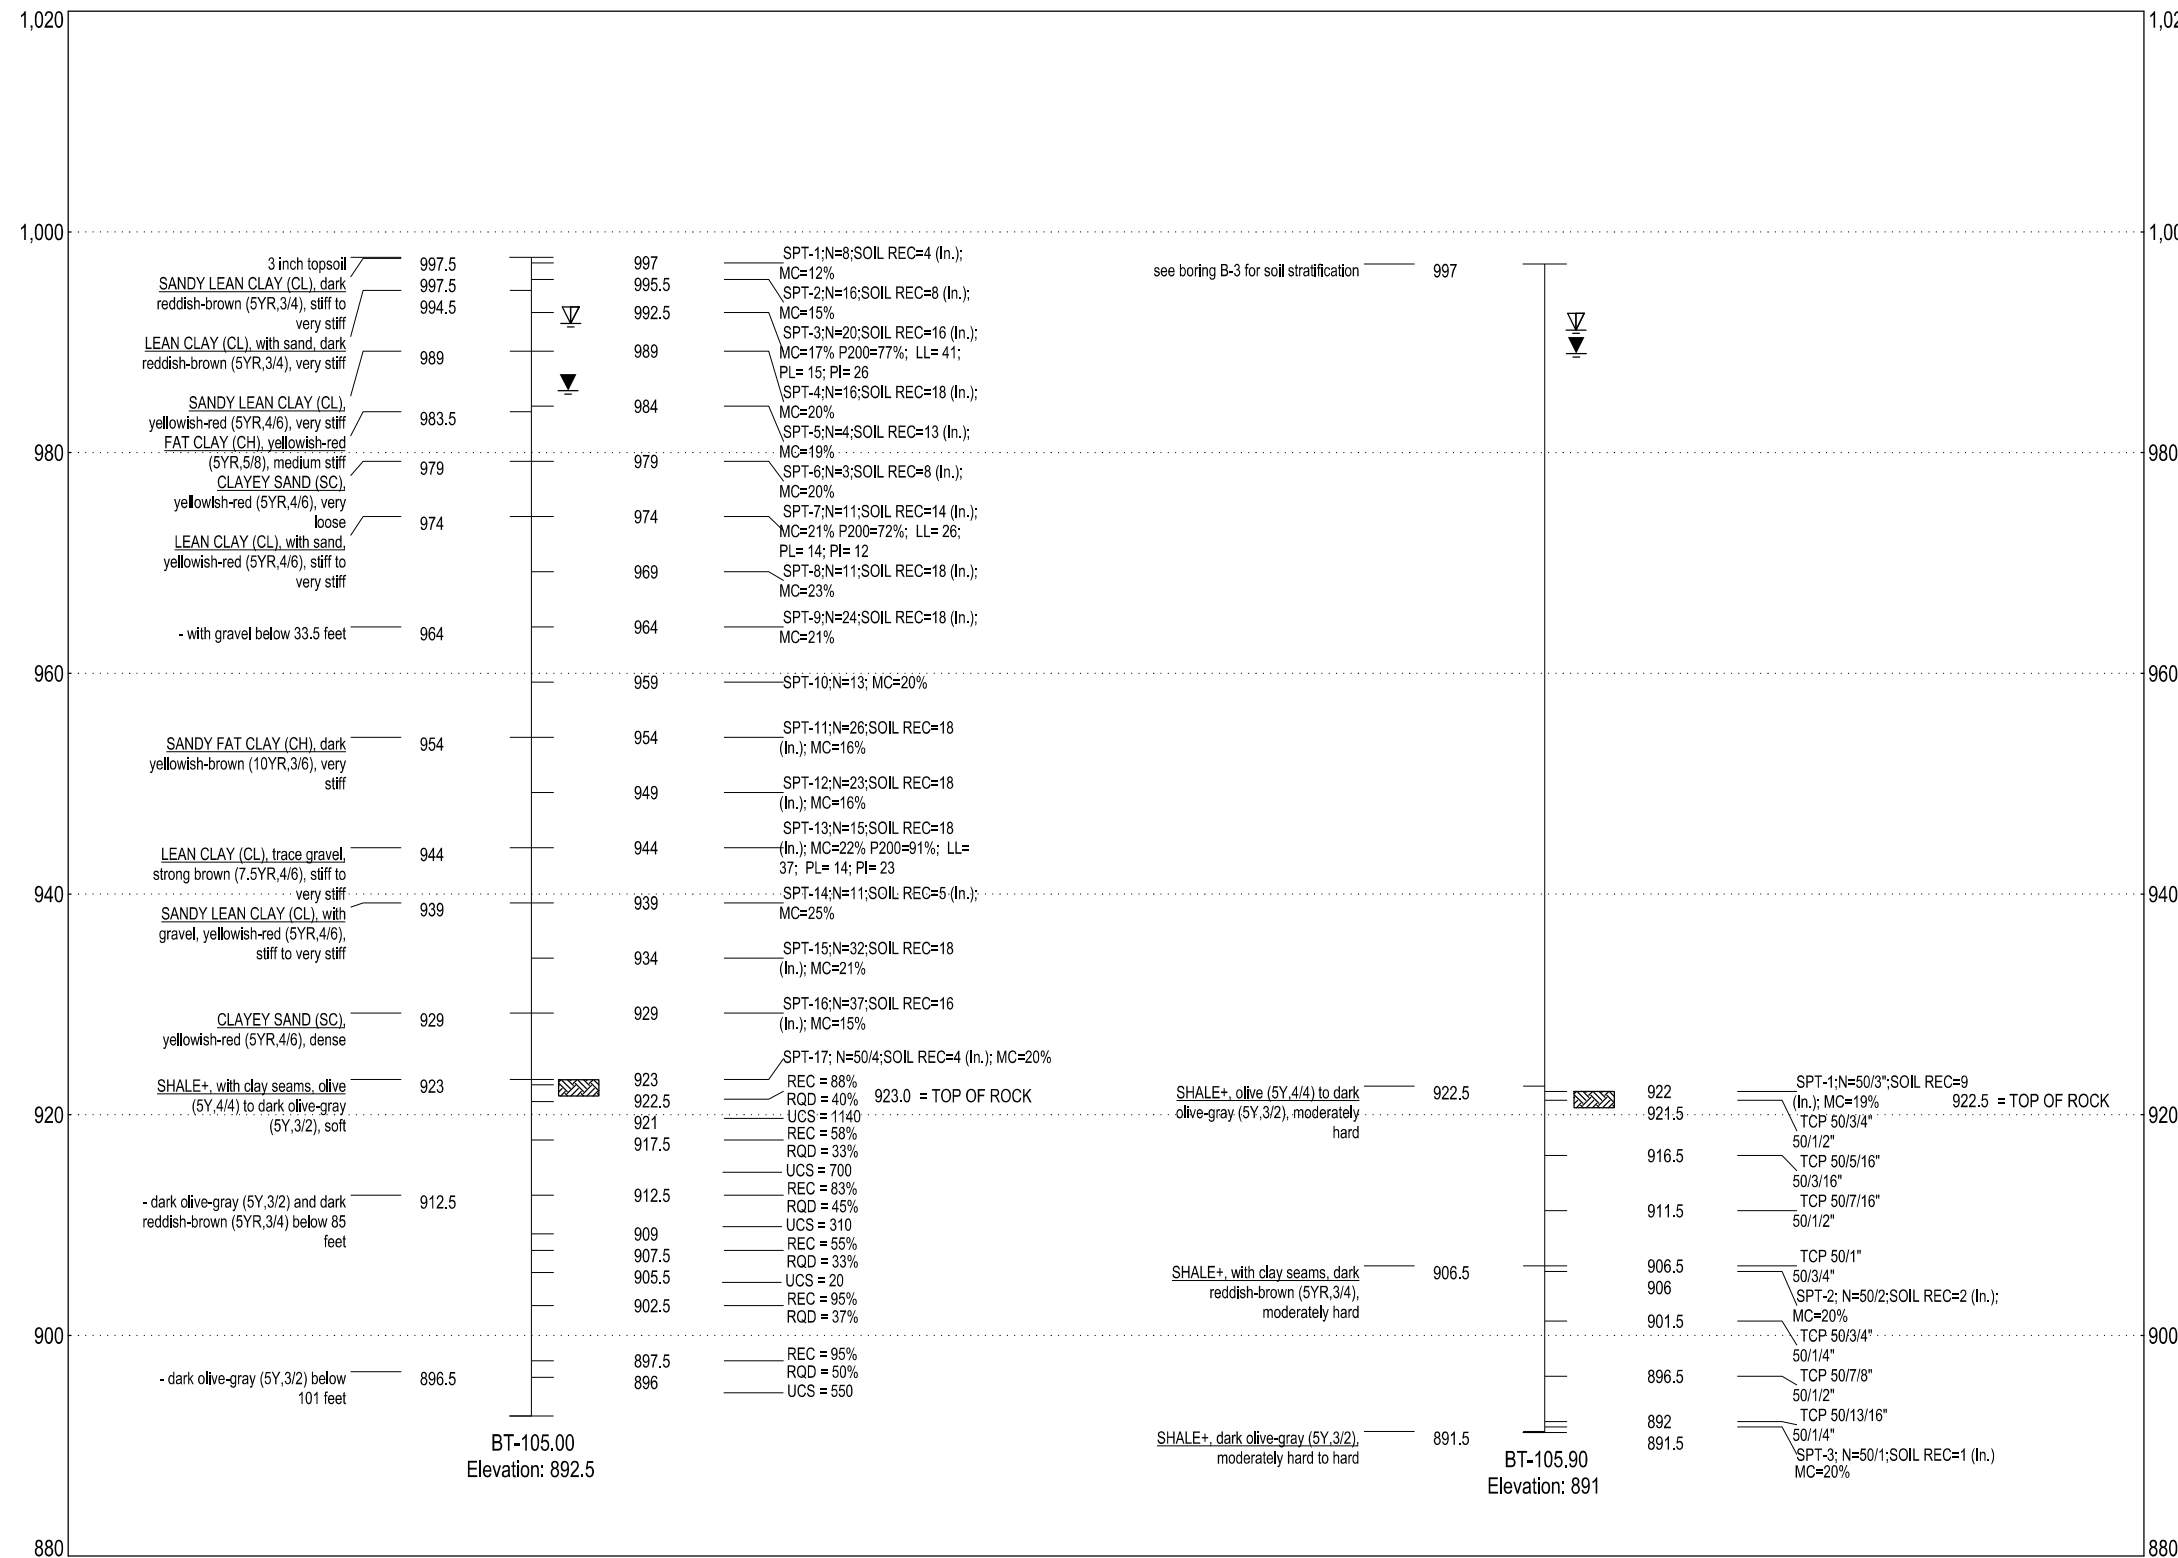 1,020
1,000
980
960
940
920
900
880
3 inch topsoil
997.5
SANDY LEAN CLAY (CL), dark
reddish-brown (5YR,3/4), stiff to
very stiff
997.5
LEAN CLAY (CL), with sand, dark
reddish-brown (5YR,3/4), very stiff
994.5
SANDY LEAN CLAY (CL),
yellowish-red (5YR,4/6), very stiff
989
FAT CLAY (CH), yellowish-red
(5YR,5/8), medium stiff
983.5
CLAYEY SAND (SC),
yellowish-red (5YR,4/6), very
loose
979
LEAN CLAY (CL), with sand,
yellowish-red (5YR,4/6), stiff to
very stiff
974
- with gravel below 33.5 feet
964
SANDY FAT CLAY (CH), dark
yellowish-brown (10YR,3/6), very
stiff
954
LEAN CLAY (CL), trace gravel,
strong brown (7.5YR,4/6), stiff to
very stiff
944
SANDY LEAN CLAY (CL), with
gravel, yellowish-red (5YR,4/6),
stiff to very stiff
939
CLAYEY SAND (SC),
yellowish-red (5YR,4/6), dense
929
SHALE+, with clay seams, olive
(5Y,4/4) to dark olive-gray
(5Y,3/2), soft
923
- dark olive-gray (5Y,3/2) and dark
reddish-brown (5YR,3/4) below 85
feet
912.5
- dark olive-gray (5Y,3/2) below
101 feet
896.5
997
995.5
992.5
989
984
979
974
969
964
959
954
949
944
939
934
929
923
922.5
921
917.5
912.5
909
907.5
905.5
902.5
897.5
896
SPT-1;N=8;SOIL REC=4 (In.);
MC=12%
SPT-2;N=16;SOIL REC=8 (In.);
MC=15%
SPT-3;N=20;SOIL REC=16 (In.);
MC=17% P200=77%; LL= 41;
PL= 15; PI= 26
SPT-4;N=16;SOIL REC=18 (In.);
MC=20%
SPT-5;N=4;SOIL REC=13 (In.);
MC=19%
SPT-6;N=3;SOIL REC=8 (In.);
MC=20%
SPT-7;N=11;SOIL REC=14 (In.);
MC=21% P200=72%; LL= 26;
PL= 14; PI= 12
SPT-8;N=11;SOIL REC=18 (In.);
MC=23%
SPT-9;N=24;SOIL REC=18 (In.);
MC=21%
SPT-10;N=13; MC=20%
SPT-11;N=26;SOIL REC=18
(In.); MC=16%
SPT-12;N=23;SOIL REC=18
(In.); MC=16%
SPT-13;N=15;SOIL REC=18
(In.); MC=22% P200=91%; LL=
37; PL= 14; PI= 23
SPT-14;N=11;SOIL REC=5 (In.);
MC=25%
SPT-15;N=32;SOIL REC=18
(In.); MC=21%
SPT-16;N=37;SOIL REC=16
(In.); MC=15%
SPT-17; N=50/4;SOIL REC=4 (In.); MC=20%
REC = 88%
RQD = 40%
923.0 = TOP OF ROCK
UCS = 1140
REC = 58%
RQD = 33%
UCS = 700
REC = 83%
RQD = 45%
UCS = 310
REC = 55%
RQD = 33%
UCS = 20
REC = 95%
RQD = 37%
REC = 95%
RQD = 50%
UCS = 550
BT-105.00
Elevation: 892.5
see boring B-3 for soil stratification
997
SHALE+, olive (5Y,4/4) to dark
olive-gray (5Y,3/2), moderately
hard
922.5
SHALE+, with clay seams, dark
reddish-brown (5YR,3/4),
moderately hard
906.5
SHALE+, dark olive-gray (5Y,3/2),
moderately hard to hard
891.5
922
921.5
916.5
911.5
906.5
906
901.5
896.5
892
891.5
SPT-1;N=50/3";SOIL REC=9
(In.); MC=19%
922.5 = TOP OF ROCK
TCP 50/3/4"
50/1/2"
TCP 50/5/16"
50/3/16"
TCP 50/7/16"
50/1/2"
TCP 50/1"
50/3/4"
SPT-2; N=50/2;SOIL REC=2 (In.);
MC=20%
TCP 50/3/4"
50/1/4"
TCP 50/7/8"
50/1/2"
TCP 50/13/16"
50/1/4"
SPT-3; N=50/1;SOIL REC=1 (In.)
MC=20%
BT-105.90
Elevation: 891
1,02
1,00
980
960
940
920
900
880